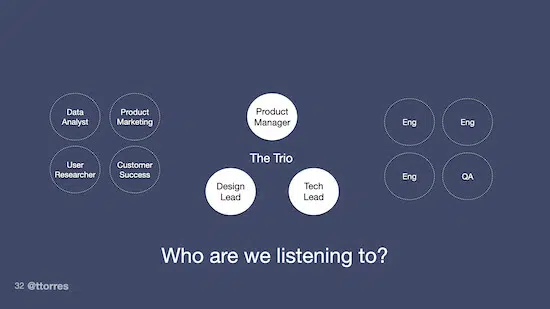 Data
Analyst
Product
Marketing
User
Researcher
Customer
Success
Product
Manager
The Trio
Design
Lead
Tech
Lead
Eng
Eng
Eng
QA
Who are we listening to?
32 @ttorres